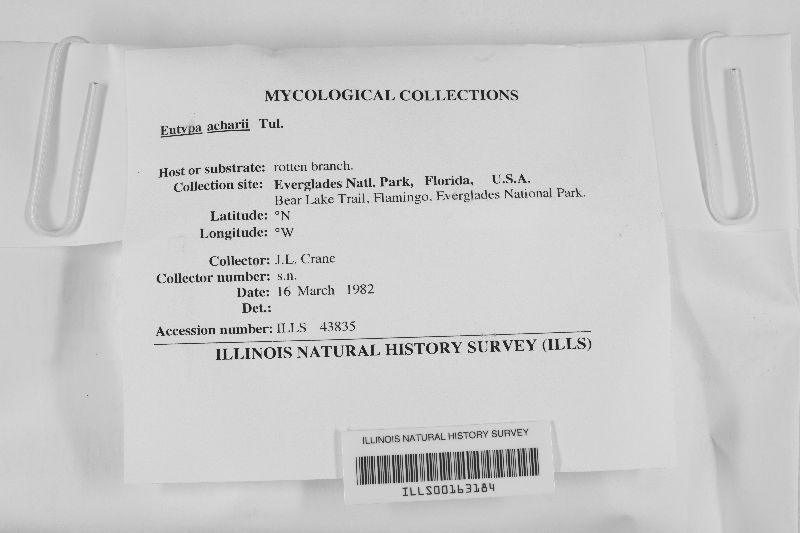 MYCOLOGICAL COLLECTIONS
Eutypa acharii Tul.
Host or substrate: rotten branch.
Collection site: Everglades Natl. Park, Florida, U.S.A.
Bear Lake Trail, Flamingo, Everglades National Park.
Latitude: °N
Longitude: °W
Collector: J.L. Crane
Collector number: s.n.
Date: 16 March 1982
Det.:
Accession number: ILLS 43835
ILLINOIS NATURAL HISTORY SURVEY (ILLS)
ILLINOIS NATURAL HISTORY SURVEY
ILLS00163184